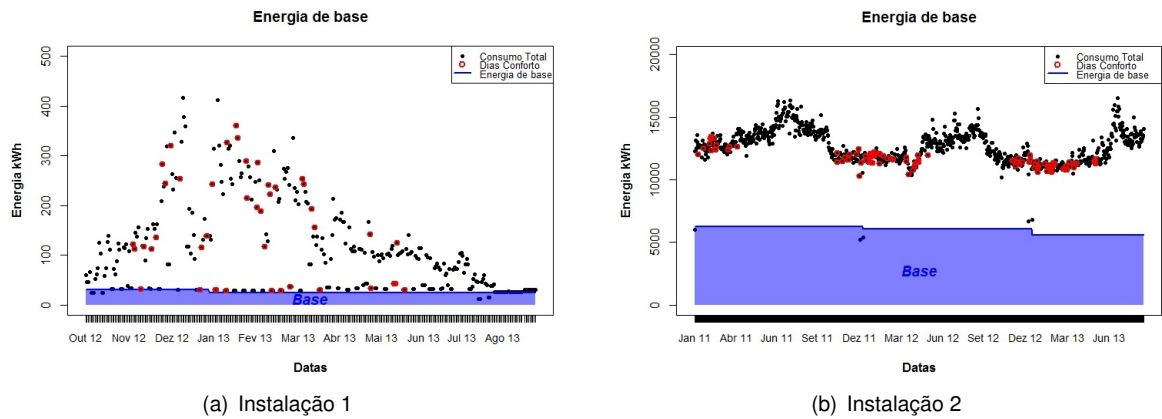 Energia de base
Consumo Total
Dias Conforto
Energia de base
Energia kWh
500
400
300
200
100
0
Base
Out 12 Nov 12 Dez 12 Jan 13 Fev 13 Mar 13 Abr 13 Mai 13 Jun 13 Jul 13 Ago 13
Datas
(a) Instalação 1
Energia de base
Consumo Total
Dias Conforto
Energia de base
Energia kWh
20000
15000
10000
5000
0
Base
Jan 11 Abr 11 Jun 11 Set 11 Dez 11 Mar 12 Jun 12 Set 12 Dez 12 Mar 13 Jun 13
Datas
(b) Instalação 2